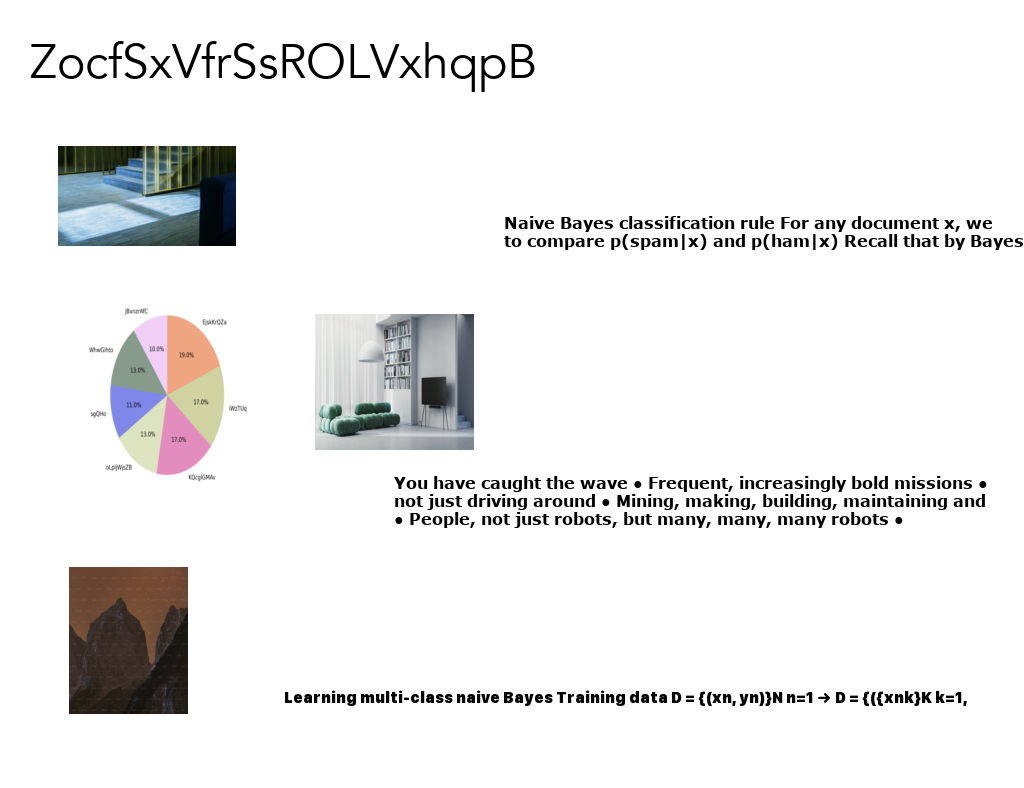 ZocfSxVfrSsROLVxhqpB
Naive Bayes classification rule For any document x, we
to compare p(spam|x) and p(ham|x) Recall that by Bayes
10.0%
19.0%
13.0%
17.0%
11.0%
13.0%
17.0%
EjskKrQZa
WhwGihto
iWzTUq
sgQHo
You have caught the wave ● Frequent, increasingly bold missions ●
not just driving around ● Mining, making, building, maintaining and
● People, not just robots, but many, many, many robots ●
Learning multi-class naive Bayes Training data D = {(xn, yn)}N n=1 → D = {({xnk}K k=1,